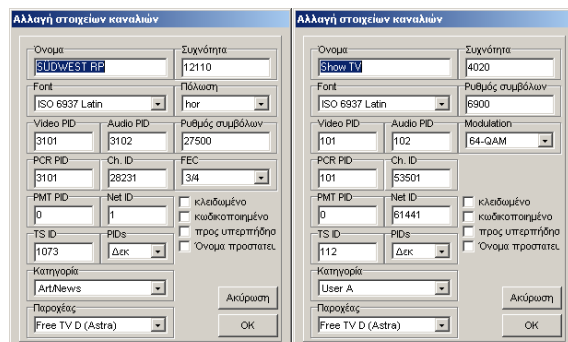 Αλλαγή στοιχείων καναλιών
Όνομα
SÜDWEST RP
Συχνότητα
12110
Font
ISO 6937 Latin
Πόλωση
hor
Video PID
3101
Audio PID
3102
Ρυθμός συμβόλων
27500
PCR PID
3101
Ch. ID
28231
FEC
3/4
PMT PID
0
Net ID
1
κλειδωμένο
κωδικοποιημένο
προς υπερπήδησ
Όνομα προστατει
TS ID
1073
PIDs
Δεκ
Κατηγορία
Art/News
Ακύρωση
Παροχέας
Free TV D (Astra)
OK
Αλλαγή στοιχείων καναλιών
Όνομα
Show TV
Συχνότητα
4020
Font
ISO 6937 Latin
Ρυθμός συμβόλων
6900
Video PID
101
Audio PID
102
Modulation
64-QAM
PCR PID
101
Ch. ID
53501
PMT PID
0
Net ID
61441
κλειδωμένο
κωδικοποιημένο
προς υπερπήδησ
Όνομα προστατει
TS ID
112
PIDs
Δεκ
Κατηγορία
User A
Ακύρωση
Παροχέας
Free TV D (Astra)
OK